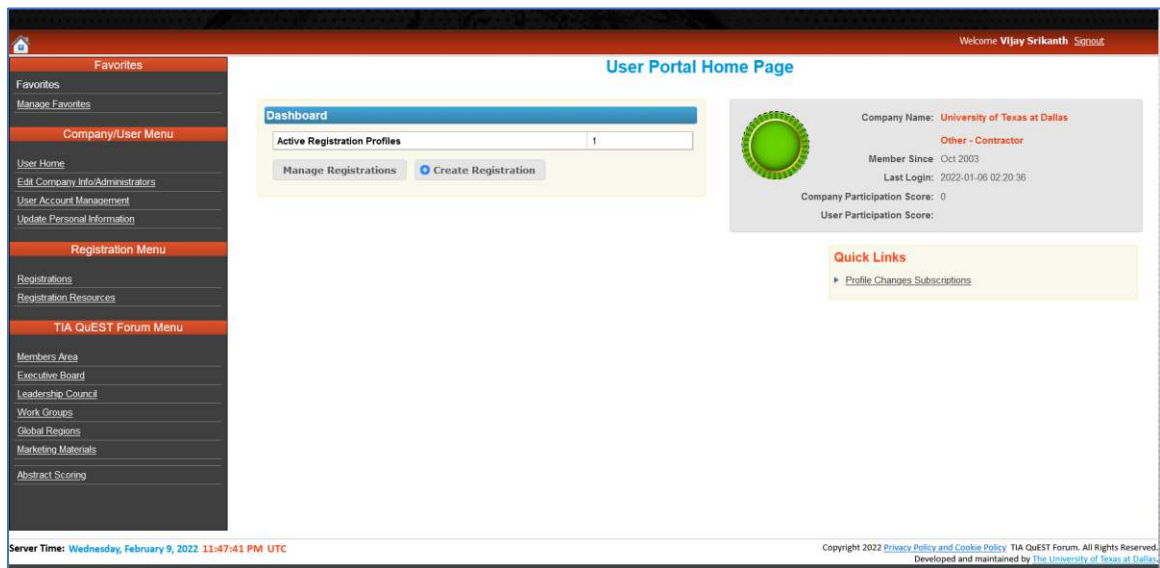 Welcome Vijay Srikanth Signout
Favorites
Favorites
Manage Favorites
Company/User Menu
User Home
Edit Company Info/Administrators
User Account Management
Update Personal Information
Registration Menu
Registrations
Registration Resources
TIA QuEST Forum Menu
Members Area
Executive Board
Leadership Council
Work Groups
Global Regions
Marketing Materials
Abstract Scoring
User Portal Home Page
Dashboard
Active Registration Profiles 1
Manage Registrations Create Registration
Company Name: University of Texas at Dallas
Other - Contractor
Member Since Oct 2003
Last Login: 2022-01-06 02:20:36
Company Participation Score: 0
User Participation Score:
Quick Links
Profile Changes Subscriptions
Server Time: Wednesday, February 9, 2022 11:47:41 PM UTC
Copyright 2022 Privacy Policy and Cookie Policy TIA QuEST Forum. All Rights Reserved.
Developed and maintained by The University of Texas at Dallas.